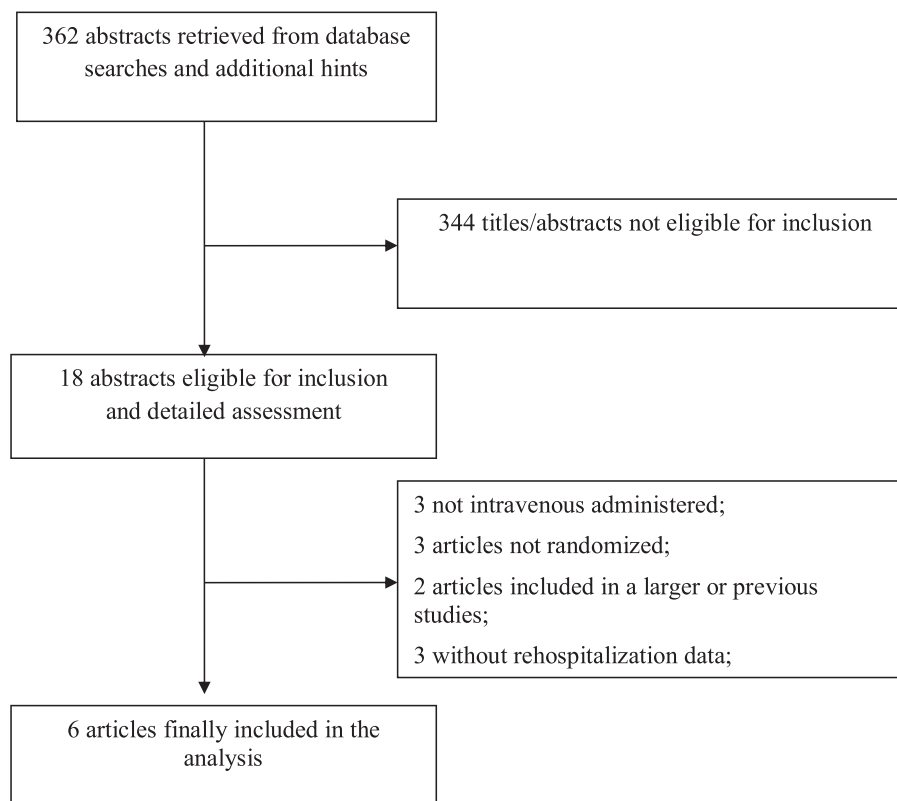 362 abstracts retrieved from database
searches and additional hints
344 titles/abstracts not eligible for inclusion
18 abstracts eligible for inclusion
and detailed assessment
3 not intravenous administered;
3 articles not randomized;
2 articles included in a larger or previous
studies;
3 without rehospitalization data;
6 articles finally included in the
analysis